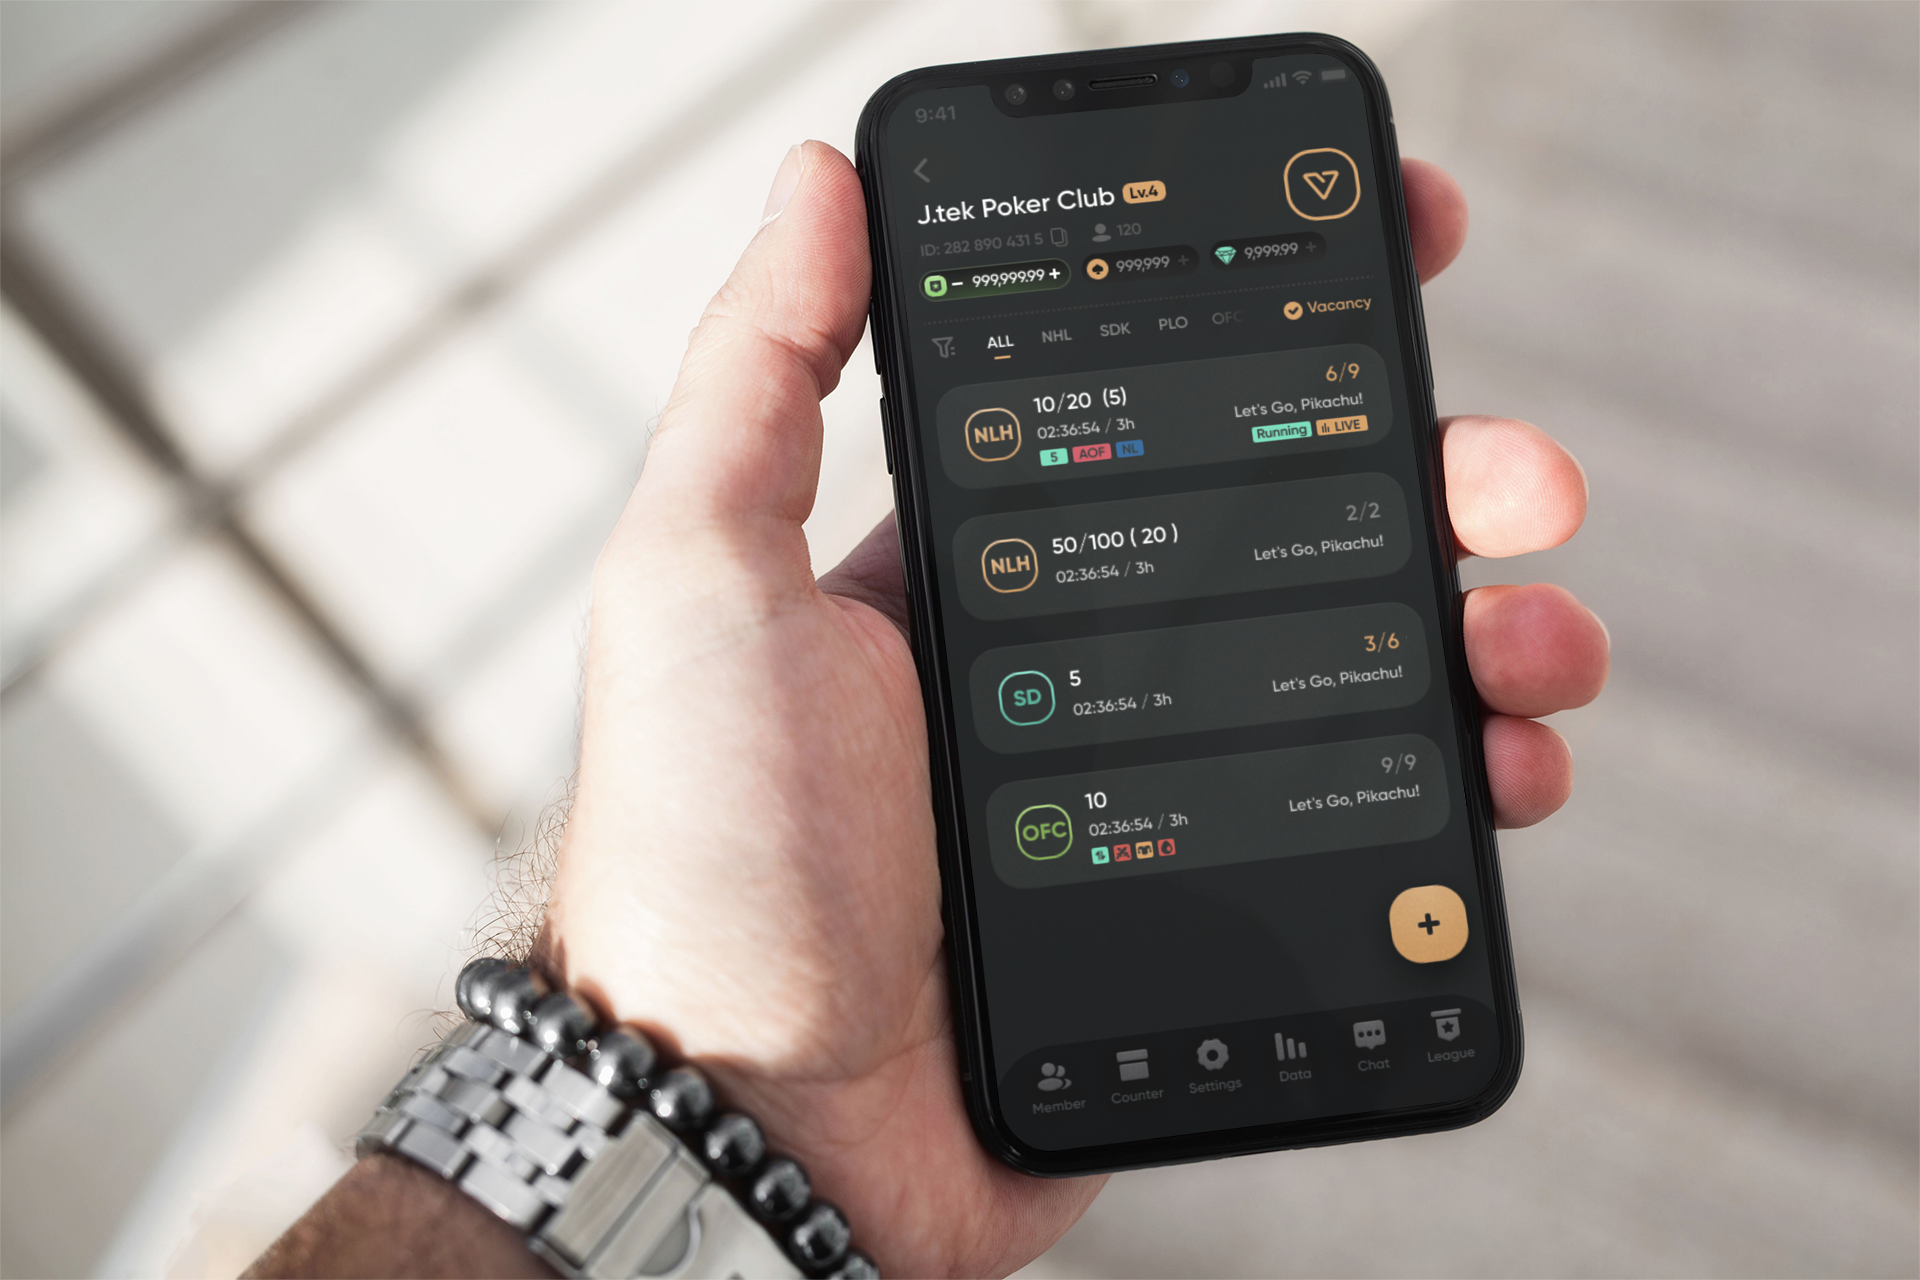 9:41
J.tek Poker Club Lv.4
ID: 282 890 431 5 120
− 999,999.99 + 999,999 + 9,999.99 +
ALL NHL SDK PLO OFC Vacancy
NLH 10/20 (5) 6/9
02:36:54 / 3h Let's Go, Pikachu!
5 AOF NL Running LIVE
NLH 50/100 ( 20 ) 2/2
02:36:54 / 3h Let's Go, Pikachu!
SD 5 3/6
02:36:54 / 3h Let's Go, Pikachu!
OFC 10 9/9
02:36:54 / 3h Let's Go, Pikachu!
+
Member Counter Settings Data Chat League